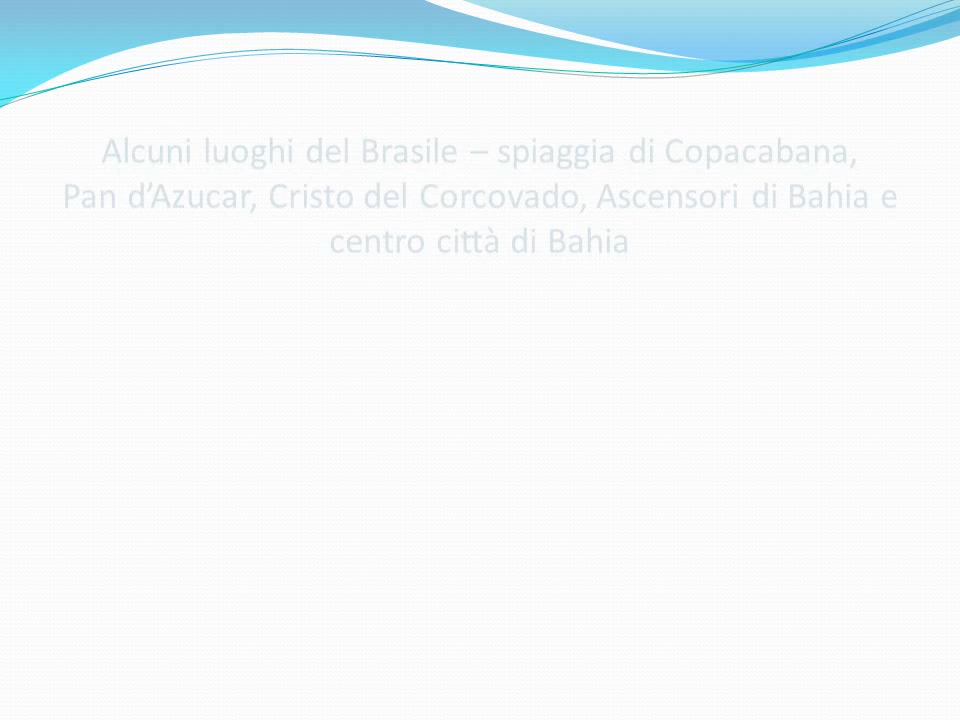 Alcuni luoghi del Brasile – spiaggia di Copacabana,
Pan d’Azucar, Cristo del Corcovado, Ascensori di Bahia e
centro città di Bahia